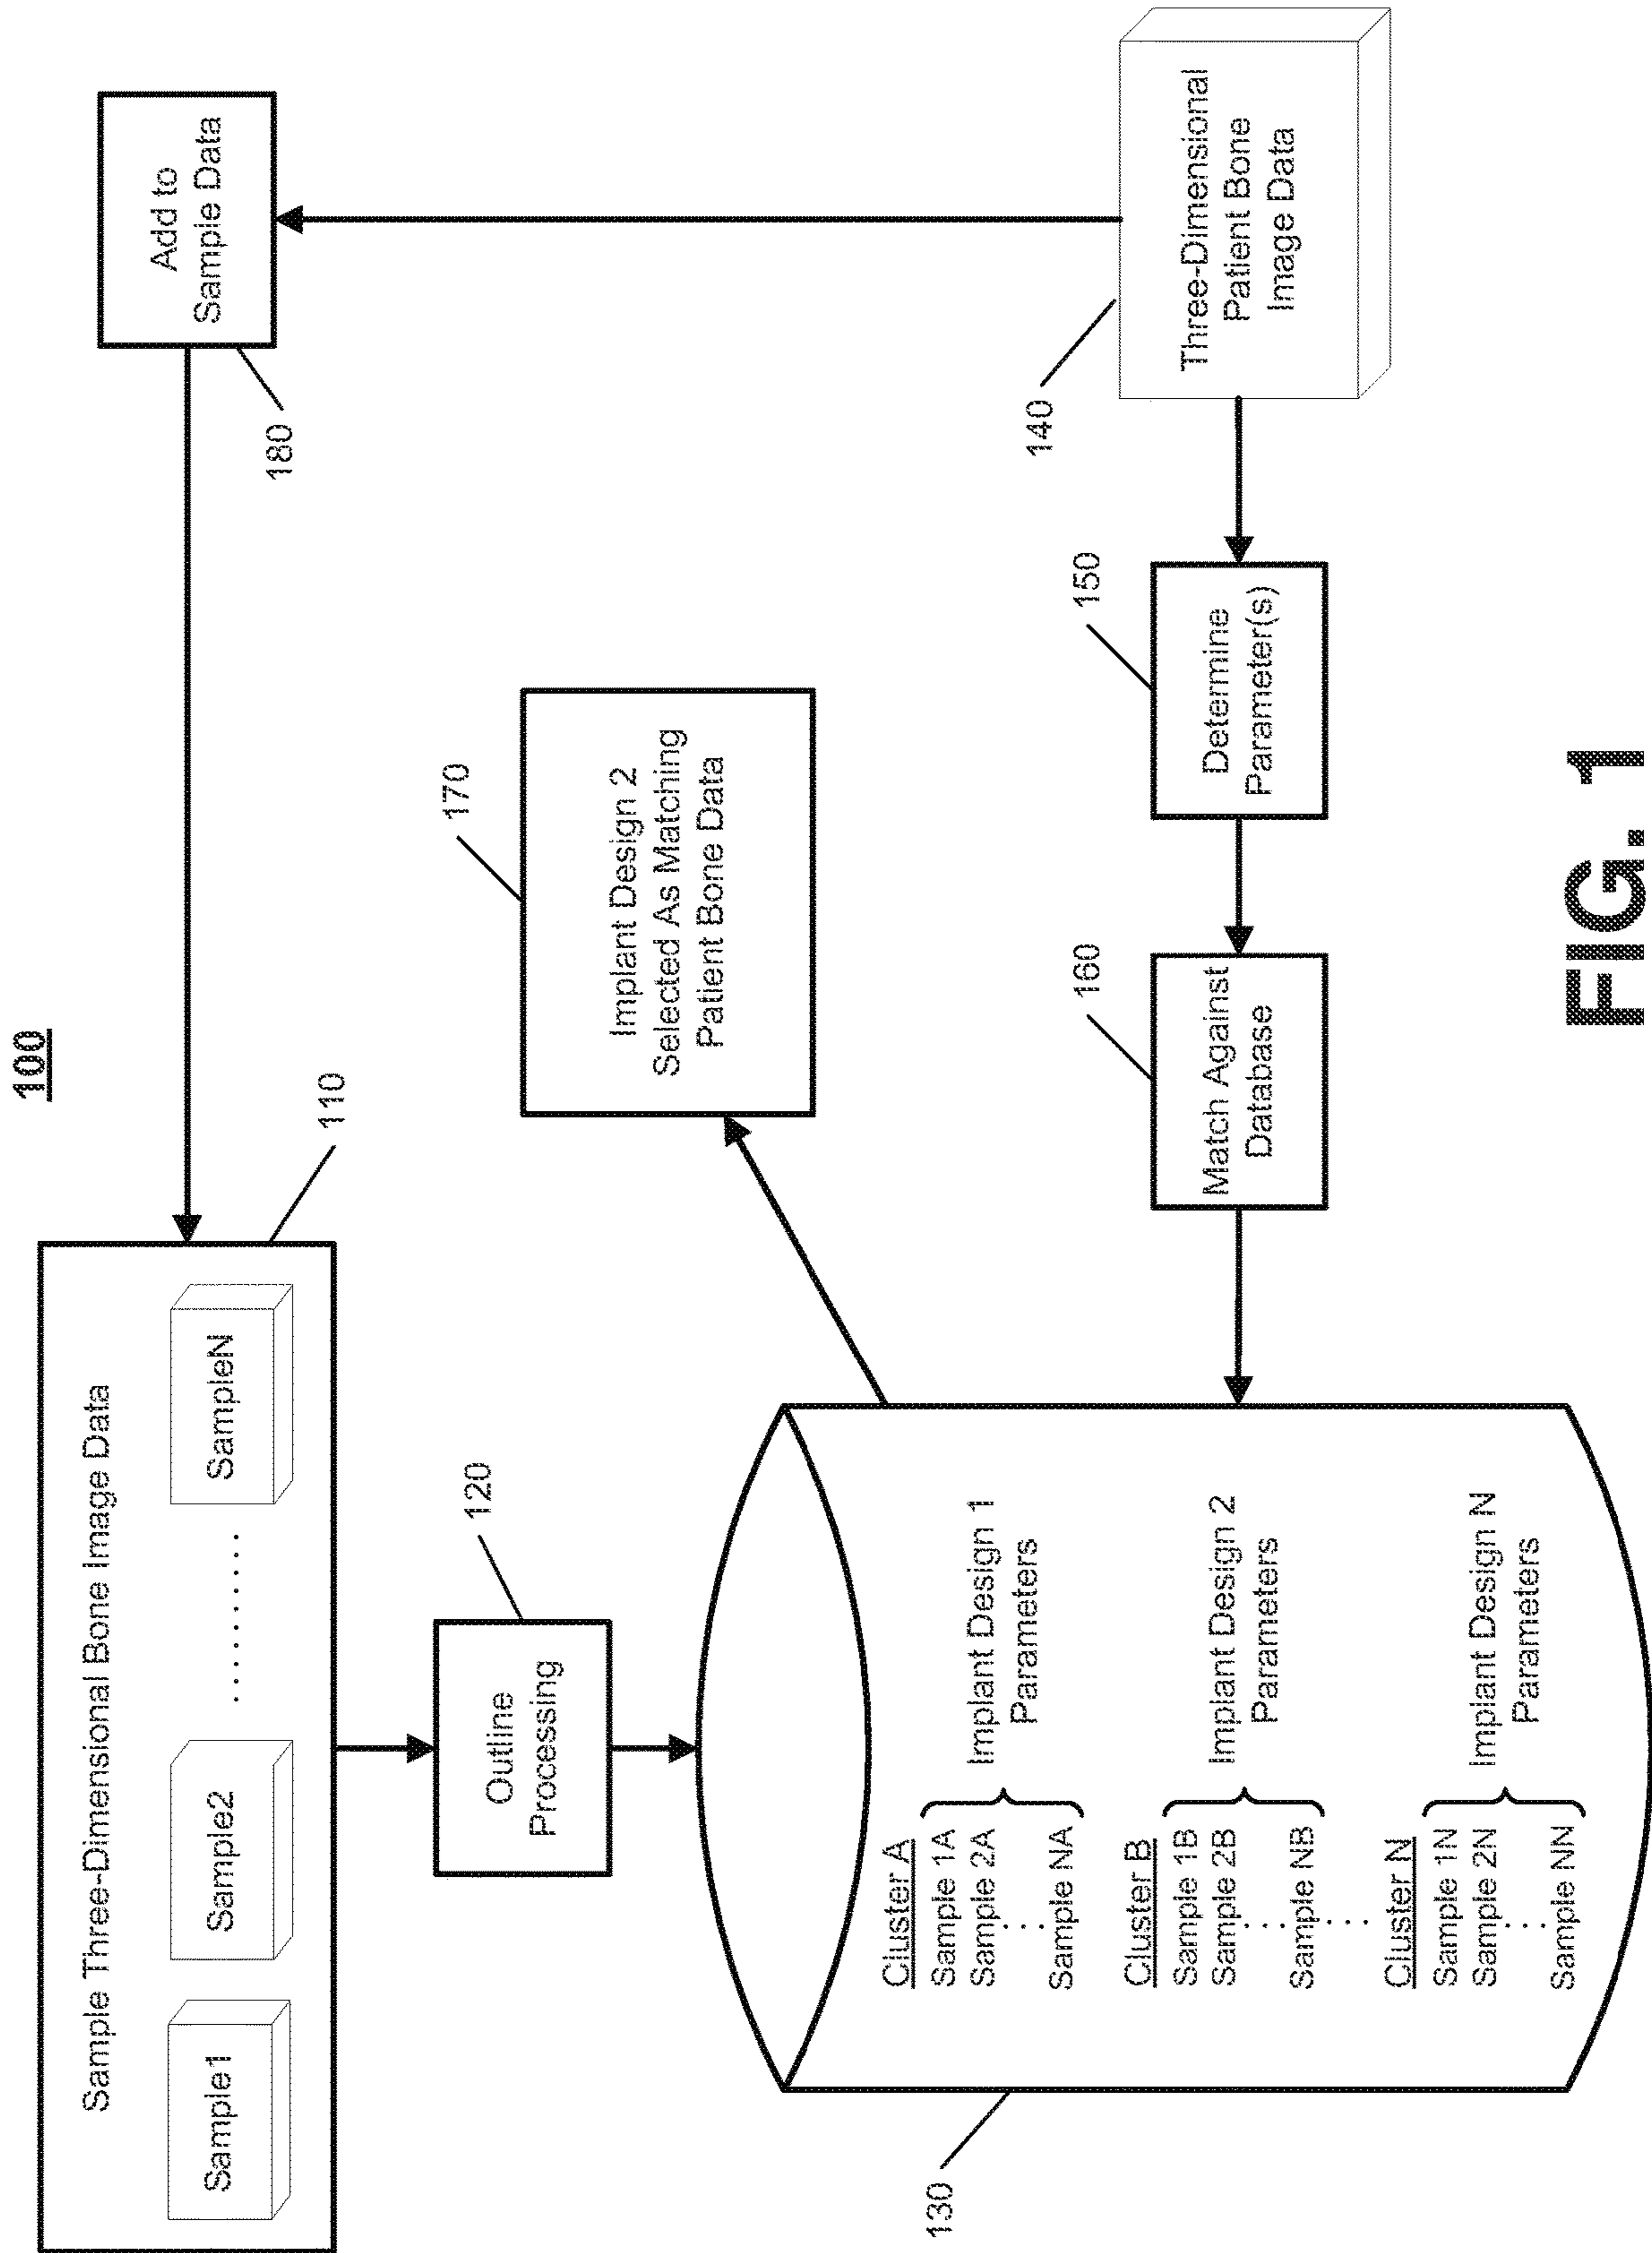 100
Sample Three-Dimensional Bone Image Data
Sample1
Sample2
..........
SampleN
110
Add to
Sample Data
180
Outline
Processing
120
Implant Design 2
Selected As Matching
Patient Bone Data
170
130
Cluster A
Sample 1A
Sample 2A
...
Sample NA
Implant Design 1
Parameters
Cluster B
Sample 1B
Sample 2B
...
Sample NB
Implant Design 2
Parameters
...
Cluster N
Sample 1N
Sample 2N
...
Sample NN
Implant Design N
Parameters
Match Against
Database
160
Determine
Parameter(s)
150
Three-Dimensional
Patient Bone
Image Data
140
FIG. 1